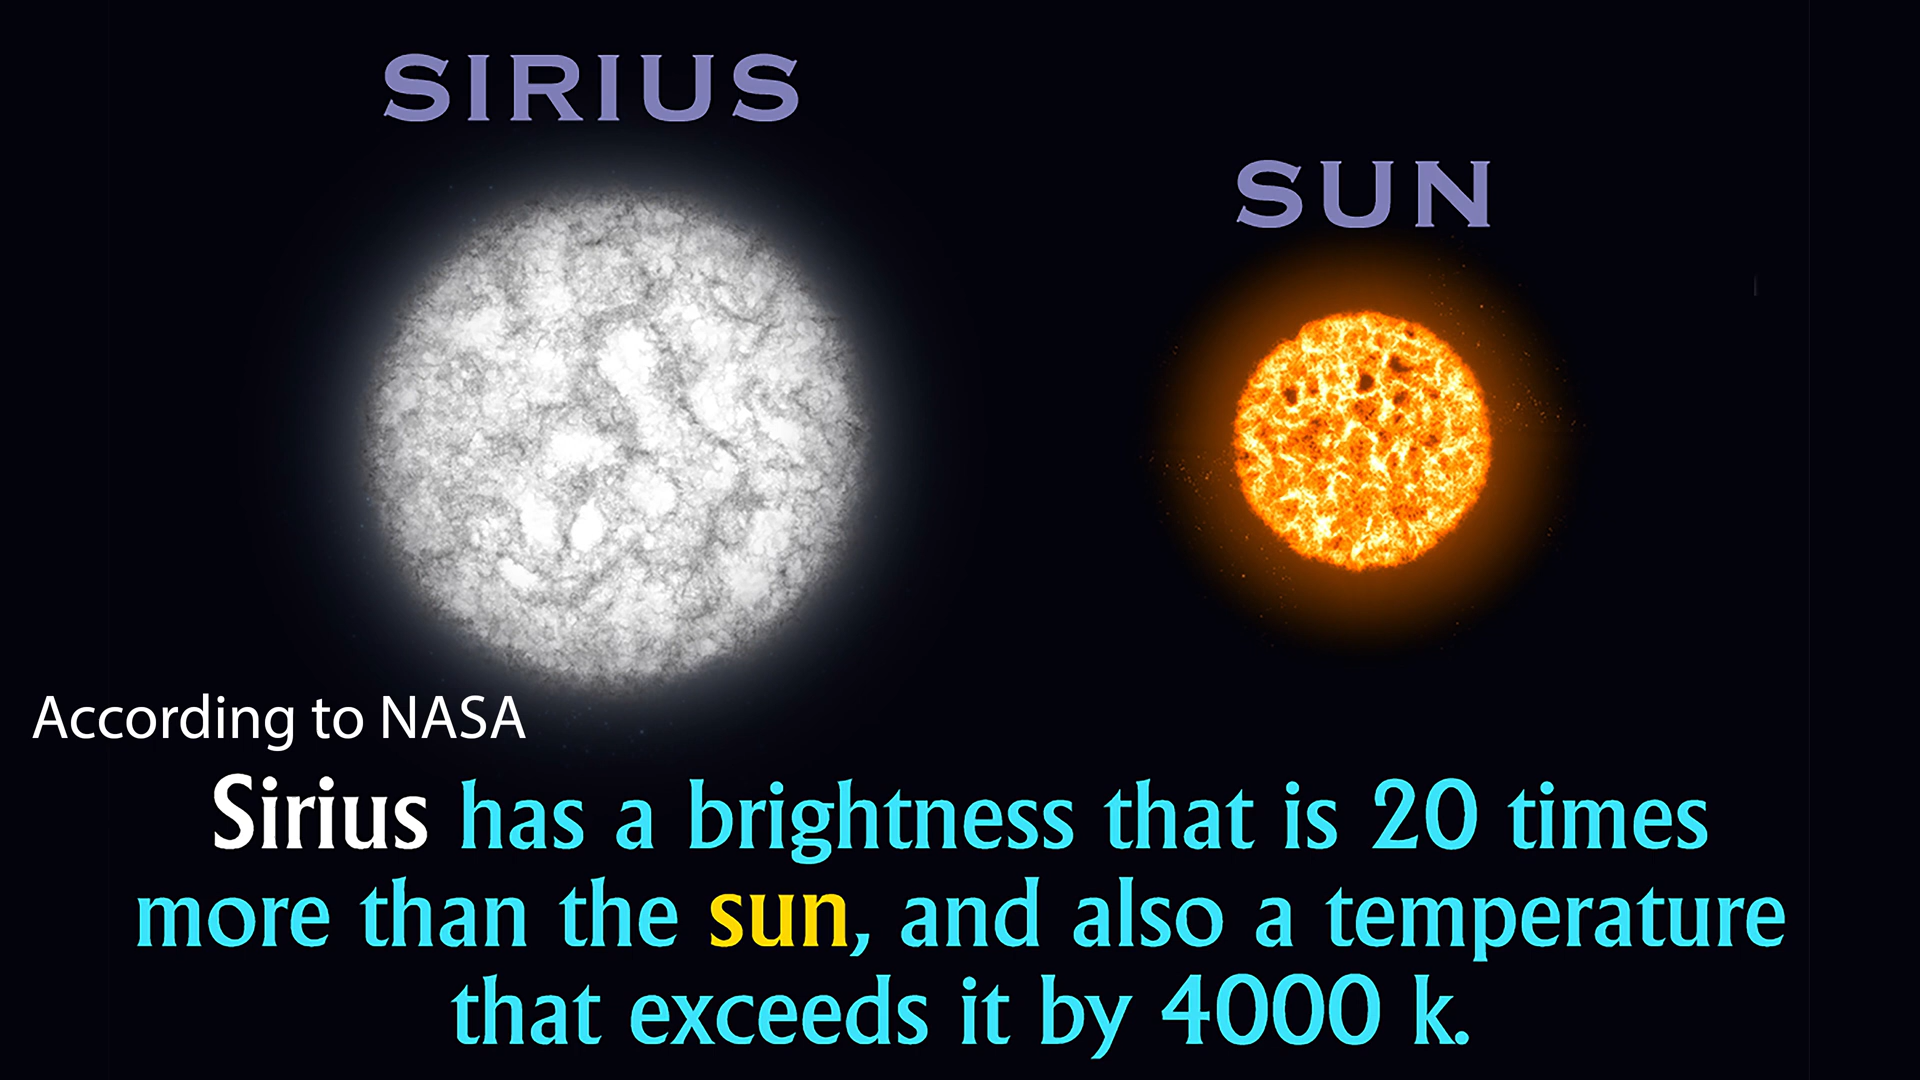 SIRIUS
SUN
According to NASA
Sirius has a brightness that is 20 times
more than the sun, and also a temperature
that exceeds it by 4000 k.